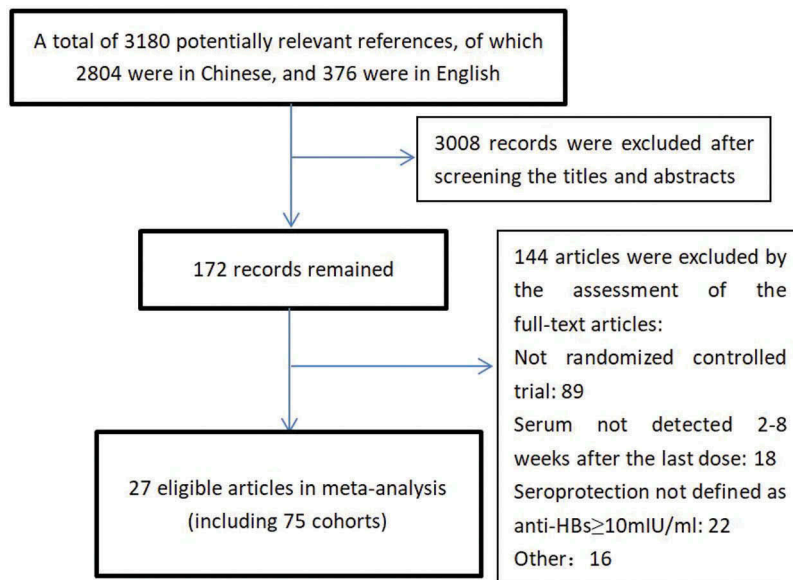 A total of 3180 potentially relevant references, of which
2804 were in Chinese, and 376 were in English
3008 records were excluded after
screening the titles and abstracts
172 records remained
144 articles were excluded by
the assessment of the
full-text articles:
Not randomized controlled
trial: 89
Serum not detected 2-8
weeks after the last dose: 18
Seroprotection not defined as
anti-HBs≥10mIU/ml: 22
Other： 16
27 eligible articles in meta-analysis
(including 75 cohorts)